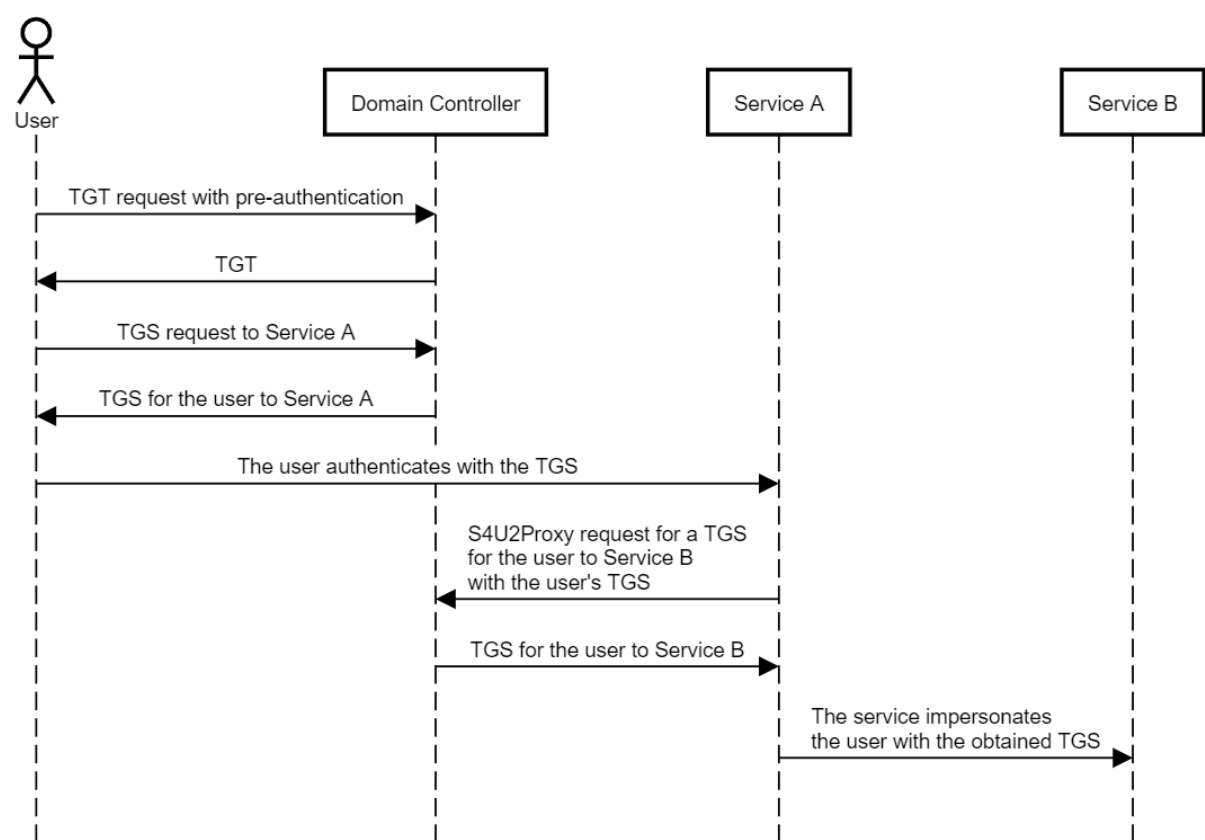 User
Domain Controller
Service A
Service B
TGT request with pre-authentication
TGT
TGS request to Service A
TGS for the user to Service A
The user authenticates with the TGS
S4U2Proxy request for a TGS
for the user to Service B
with the user's TGS
TGS for the user to Service B
The service impersonates
the user with the obtained TGS